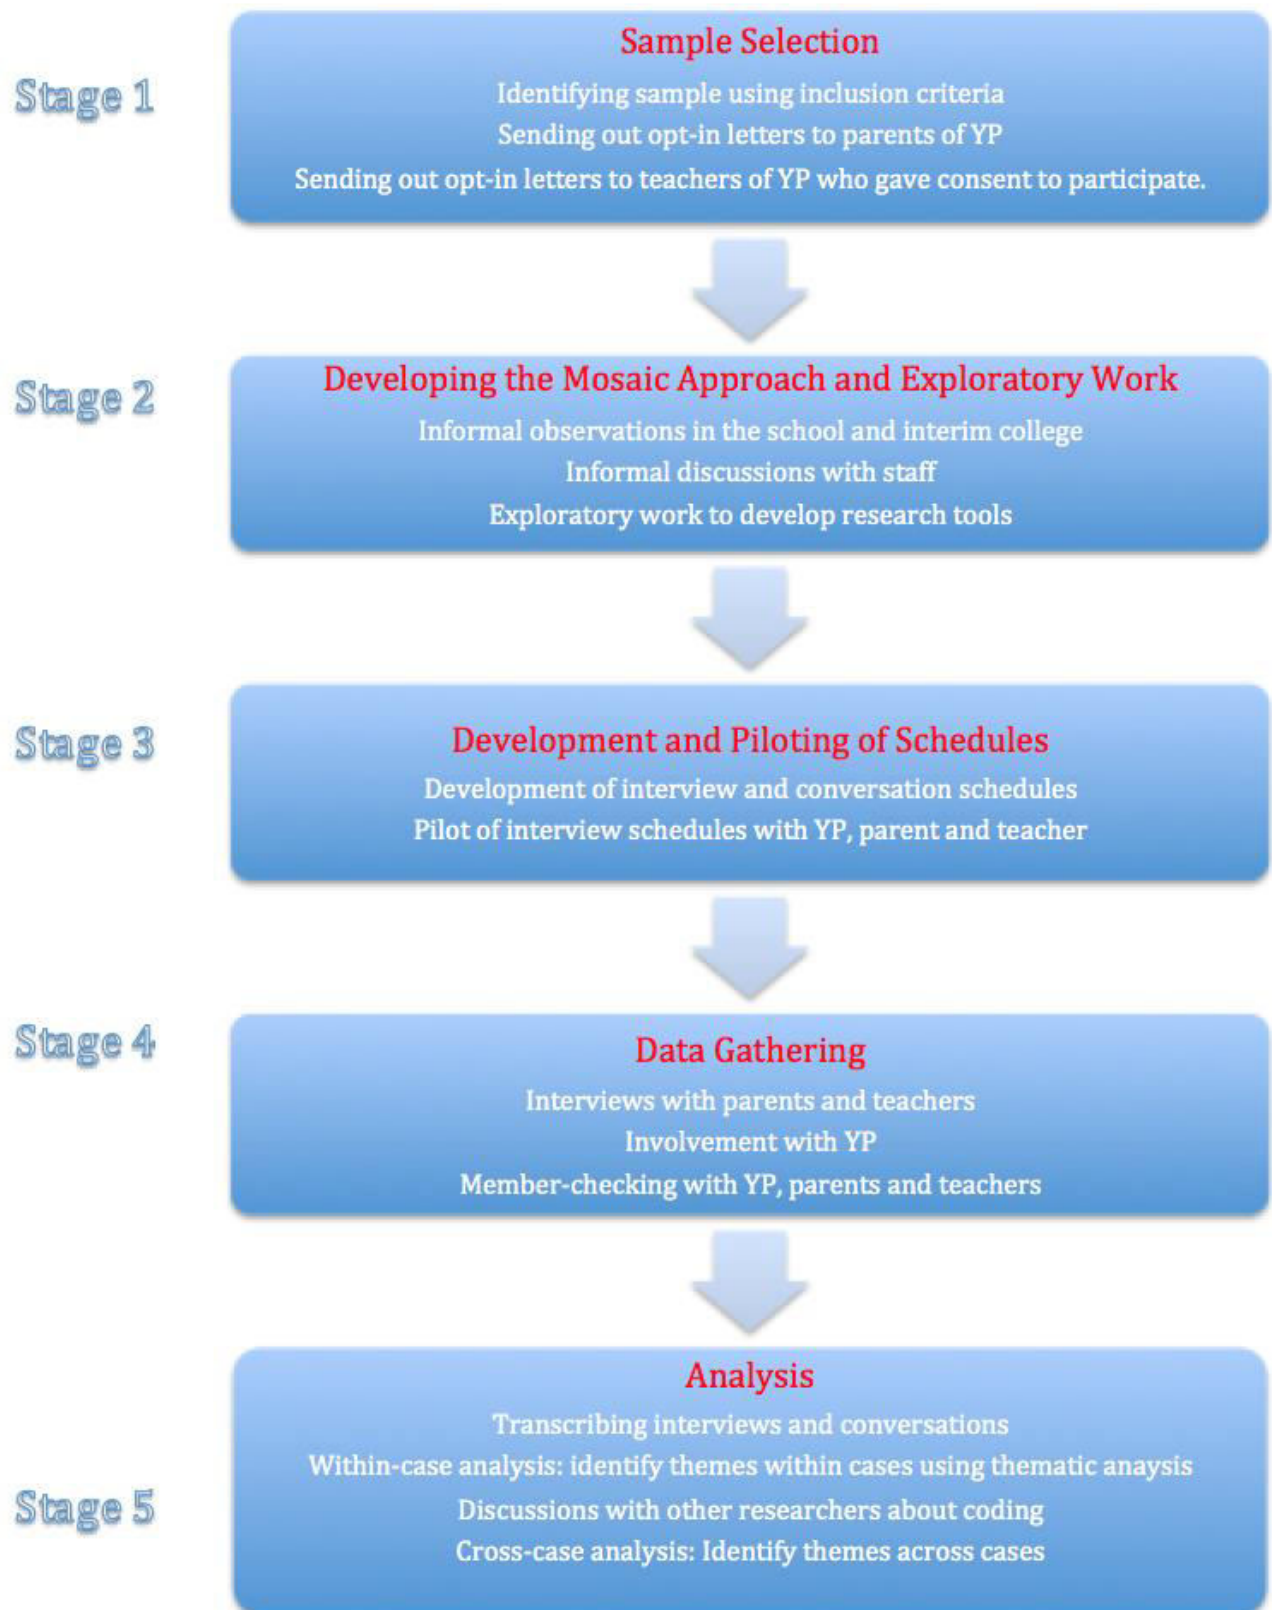 Stage 1
Sample Selection
Identifying sample using inclusion criteria
Sending out opt-in letters to parents of YP
Sending out opt-in letters to teachers of YP who gave consent to participate.
Stage 2
Developing the Mosaic Approach and Exploratory Work
Informal observations in the school and interim college
Informal discussions with staff
Exploratory work to develop research tools
Stage 3
Development and Piloting of Schedules
Development of interview and conversation schedules
Pilot of interview schedules with YP, parent and teacher
Stage 4
Data Gathering
Interviews with parents and teachers
Involvement with YP
Member-checking with YP, parents and teachers
Stage 5
Analysis
Transcribing interviews and conversations
Within-case analysis: identify themes within cases using thematic anaysis
Discussions with other researchers about coding
Cross-case analysis: Identify themes across cases